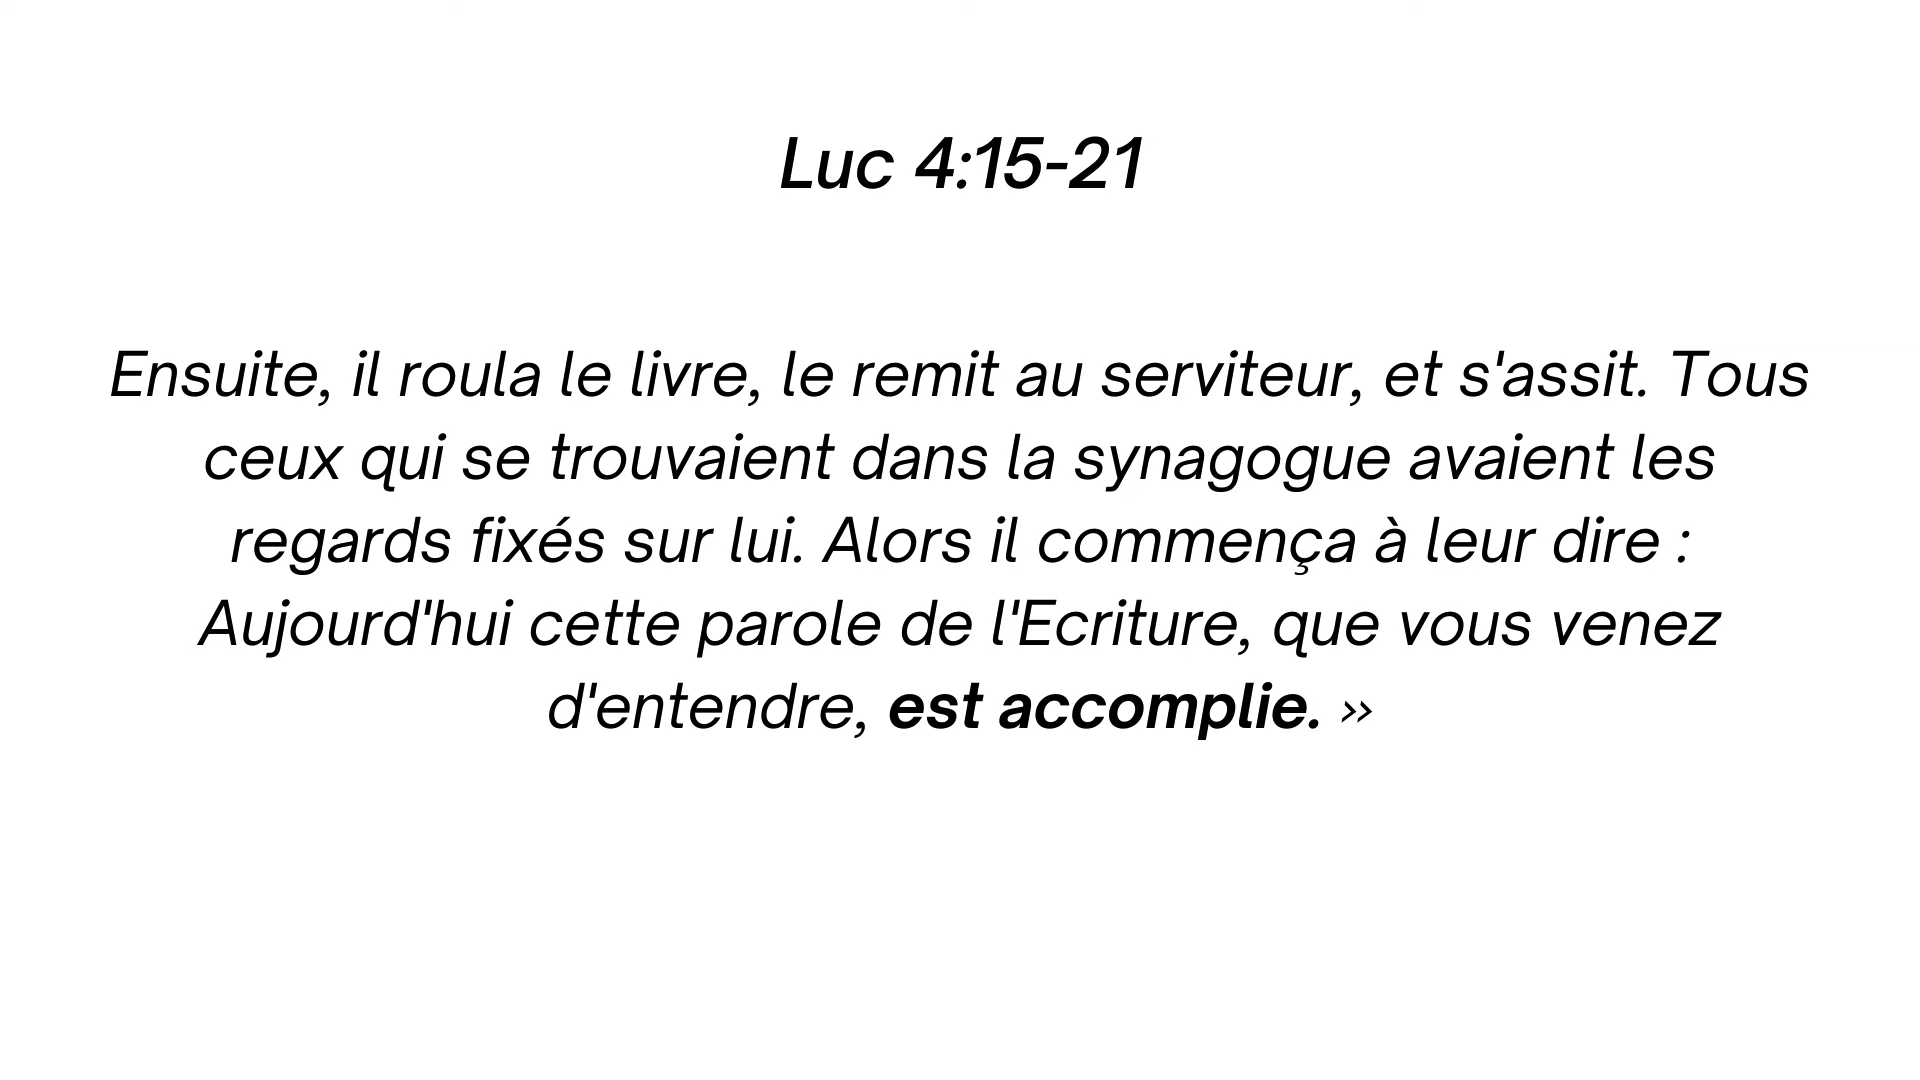 Luc 4:15-21
Ensuite, il roula le livre, le remit au serviteur, et s'assit. Tous
ceux qui se trouvaient dans la synagogue avaient les
regards fixés sur lui. Alors il commença à leur dire :
Aujourd'hui cette parole de l'Ecriture, que vous venez
d'entendre, est accomplie. »